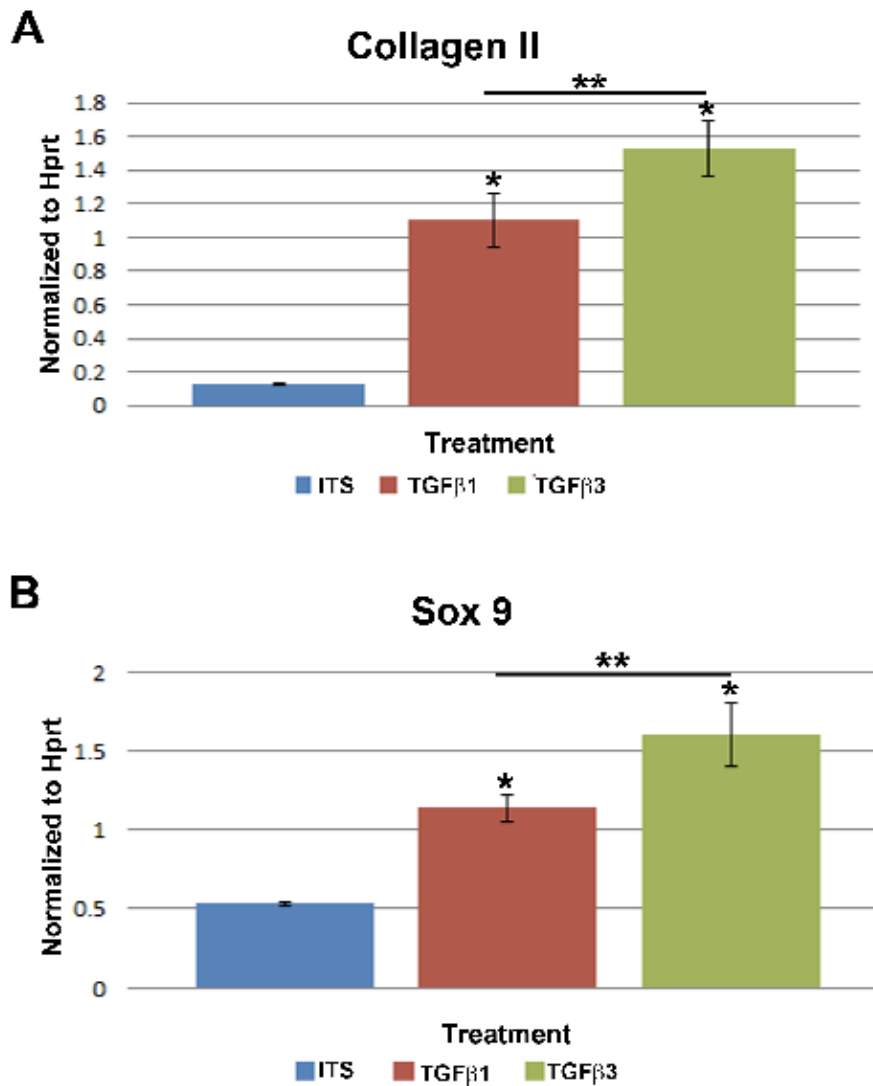 A
Collagen II
**
*
*
Normalized to Hprt
1.8
1.6
1.4
1.2
1
0.8
0.6
0.4
0.2
0
Treatment
ITS TGFβ1 TGFβ3
B
Sox 9
**
*
*
Normalized to Hprt
2
1.5
1
0.5
0
Treatment
ITS TGFβ1 TGFβ3